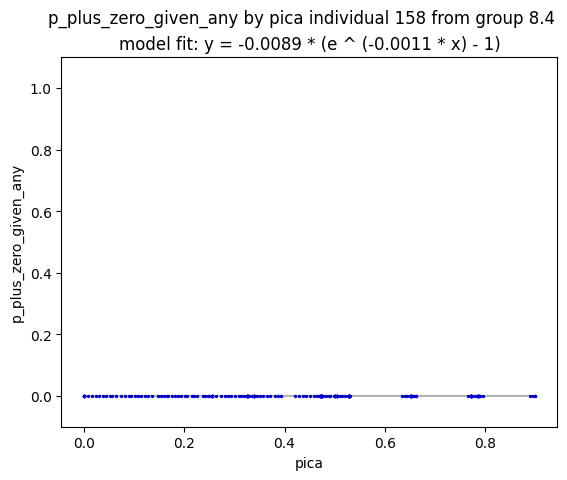 p_plus_zero_given_any by pica individual 158 from group 8.4
model fit: y = -0.0089 * (e ^ (-0.0011 * x) - 1)
p_plus_zero_given_any
1.0
0.8
0.6
0.4
0.2
0.0
0.0 0.2 0.4 0.6 0.8
pica